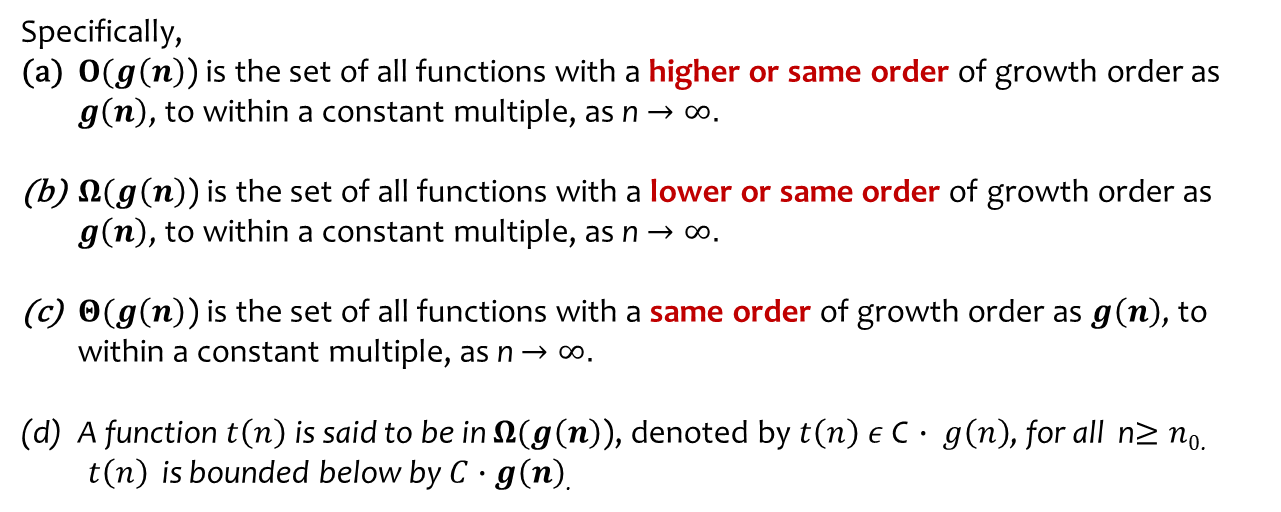 Specifically,
(a) O(g(n)) is the set of all functions with a higher or same order of growth order as
g(n), to within a constant multiple, as n → ∞.
(b) Ω(g(n)) is the set of all functions with a lower or same order of growth order as
g(n), to within a constant multiple, as n → ∞.
(c) Θ(g(n)) is the set of all functions with a same order of growth order as g(n), to
within a constant multiple, as n → ∞.
(d) A function t(n) is said to be in Ω(g(n)), denoted by t(n) ϵ C · g(n), for all n≥ n₀.
t(n) is bounded below by C · g(n).